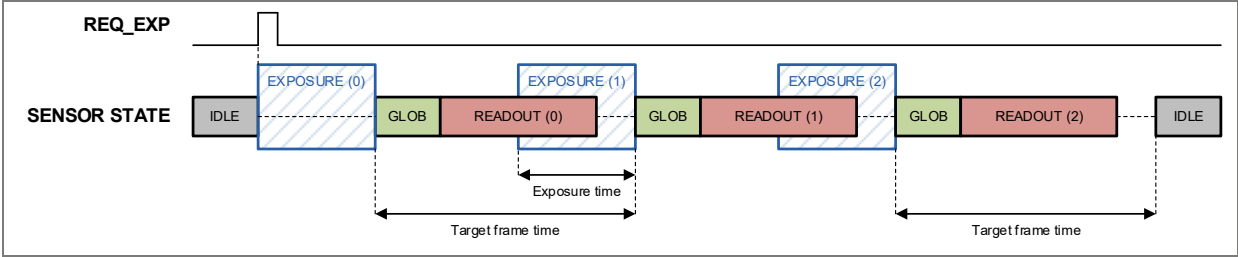 REQ_EXP
EXPOSURE (0) EXPOSURE (1) EXPOSURE (2)
SENSOR STATE IDLE GLOB READOUT (0) GLOB READOUT (1) GLOB READOUT (2) IDLE
Exposure time
Target frame time Target frame time